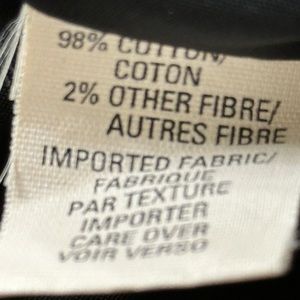 98% COTTON/
COTON
2% OTHER FIBRE/
AUTRES FIBRE
IMPORTED FABRIC/
FABRIQUE
PAR TEXTURE
IMPORTER
CARE OVER
VOIR VERSO